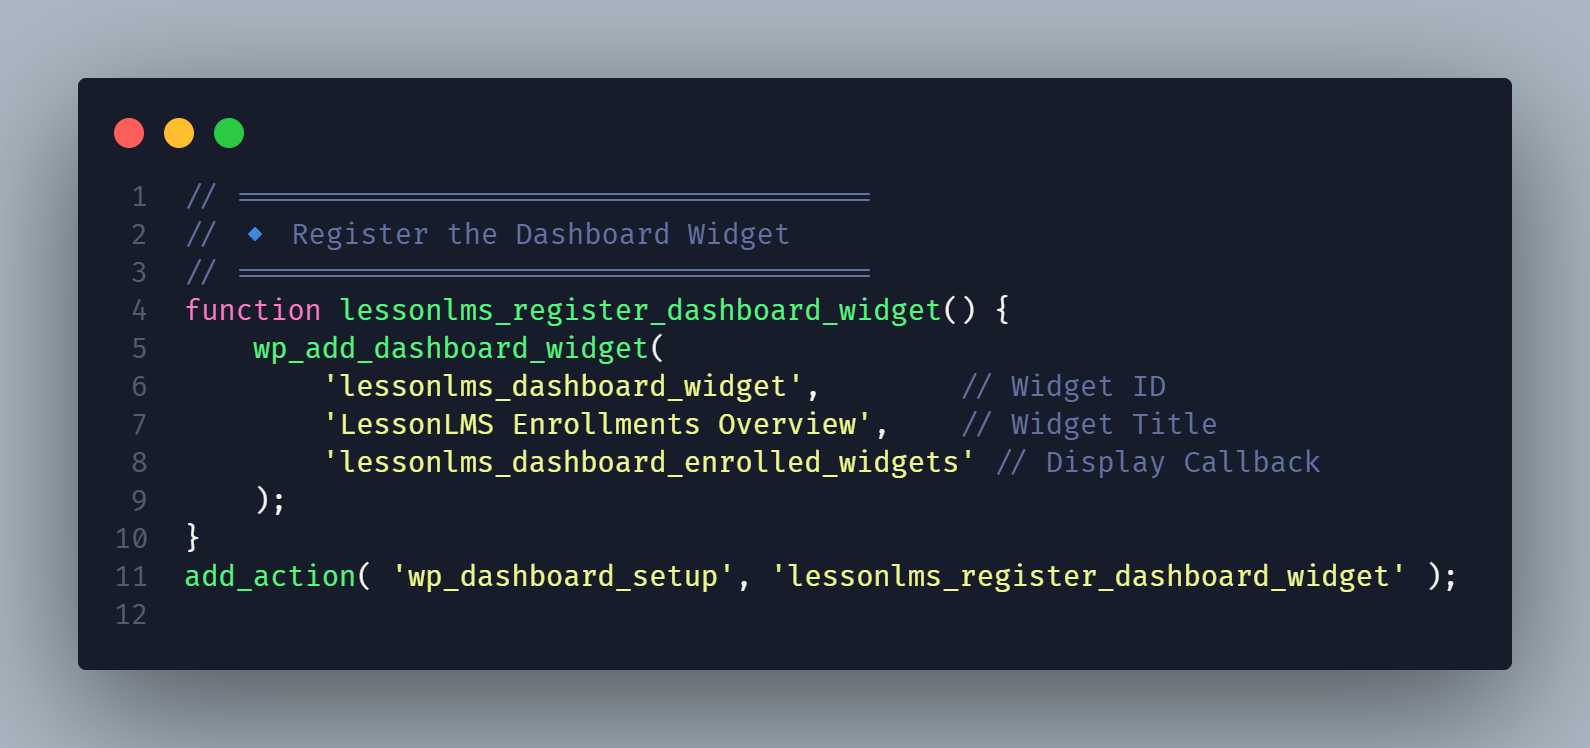 1 // =====================================
2 // 🔹 Register the Dashboard Widget
3 // =====================================
4 function lessonlms_register_dashboard_widget() {
5     wp_add_dashboard_widget(
6         'lessonlms_dashboard_widget',        // Widget ID
7         'LessonLMS Enrollments Overview',    // Widget Title
8         'lessonlms_dashboard_enrolled_widgets' // Display Callback
9     );
10 }
11 add_action( 'wp_dashboard_setup', 'lessonlms_register_dashboard_widget' );
12